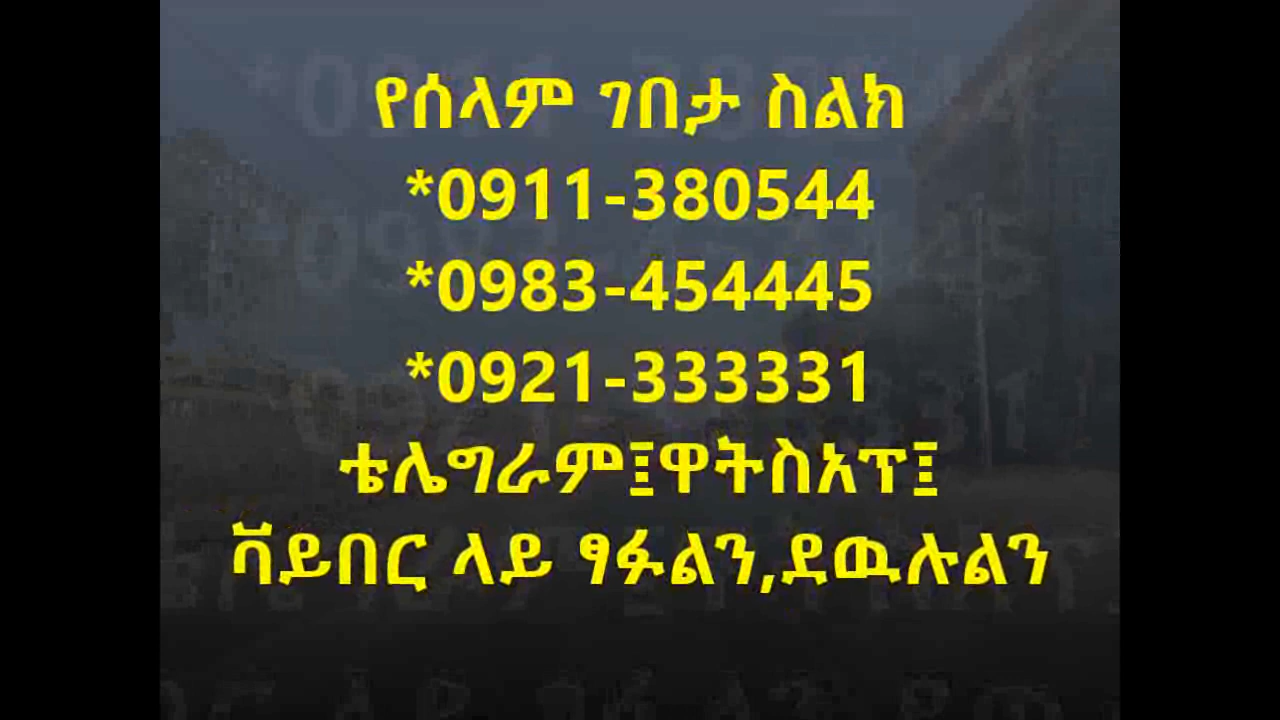 የሰላም ገበታ ስልክ
*0911-380544
*0983-454445
*0921-333331
ቴሌግራም፤ዋትስአፕ፤
ቫይበር ላይ ፃፉልን,ደዉሉልን